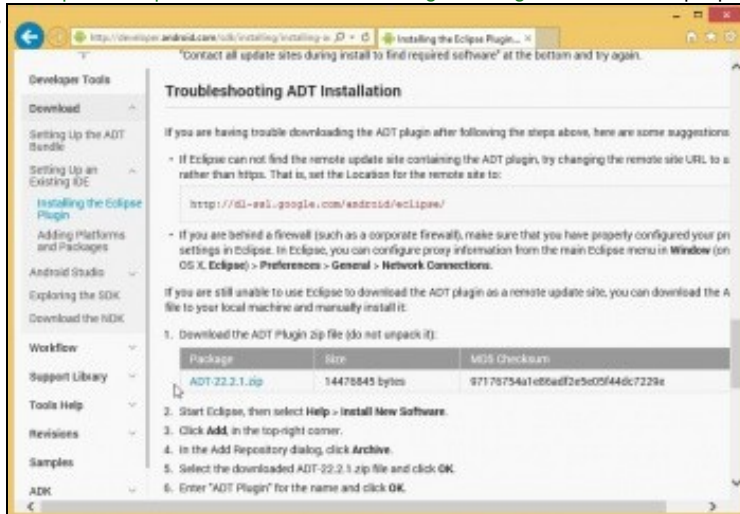 http://developer.android.com/sdk/installing/installing-a
Installing the Eclipse Plugin...
"Contact all update sites during install to find required software" at the bottom and try again.
Developer Tools
Download
Setting Up the ADT
Bundle
Setting Up an
Existing IDE
Installing the Eclipse
Plugin
Adding Platforms
and Packages
Android Studio
Exploring the SDK
Download the NDK
Workflow
Support Library
Tools Help
Revisions
Samples
ADK
Troubleshooting ADT Installation
If you are having trouble downloading the ADT plugin after following the steps above, here are some suggestions
• If Eclipse can not find the remote update site containing the ADT plugin, try changing the remote site URL to u
rather than https. That is, set the Location for the remote site to:
http://dl-ssl.google.com/android/eclipse/
• If you are behind a firewall (such as a corporate firewall), make sure that you have properly configured your pr
settings in Eclipse. In Eclipse, you can configure proxy information from the main Eclipse menu in Window (on
OS X, Eclipse) > Preferences > General > Network Connections.
If you are still unable to use Eclipse to download the ADT plugin as a remote update site, you can download the A
file to your local machine and manually install it:
1. Download the ADT Plugin zip file (do not unpack it):
Package Size MD5 Checksum
ADT-22.2.1.zip 14476845 bytes 97176754a1e86adf2e5e05f44dc7229e
2. Start Eclipse, then select Help > Install New Software.
3. Click Add, in the top-right corner.
4. In the Add Repository dialog, click Archive.
5. Select the downloaded ADT-22.2.1.zip file and click OK.
6. Enter "ADT Plugin" for the name and click OK.